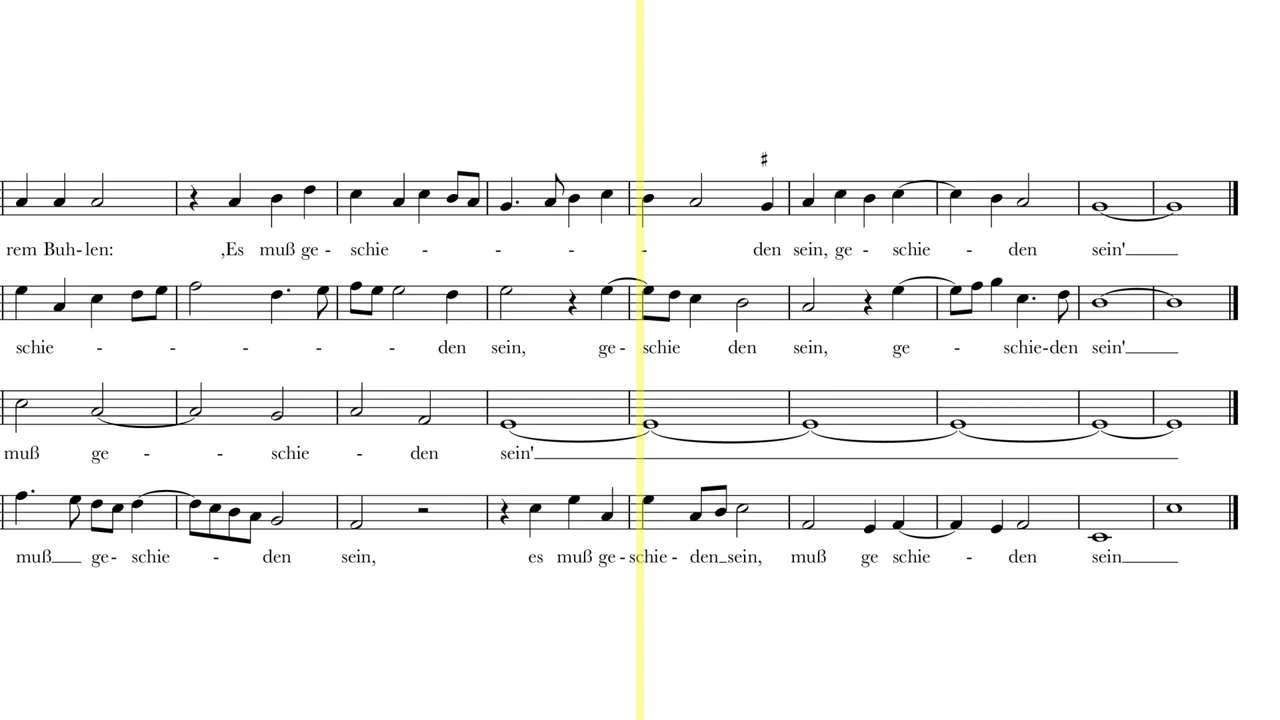 rem Buh-len: ‚Es muß ge - schie - - - - den sein, ge - schie - den sein'
schie - - - - - den sein, ge - schie den sein, ge - schie-den sein'
muß ge - - schie - den sein'
muß ge- schie - den sein, es muß ge-schie - den sein, muß ge schie - den sein